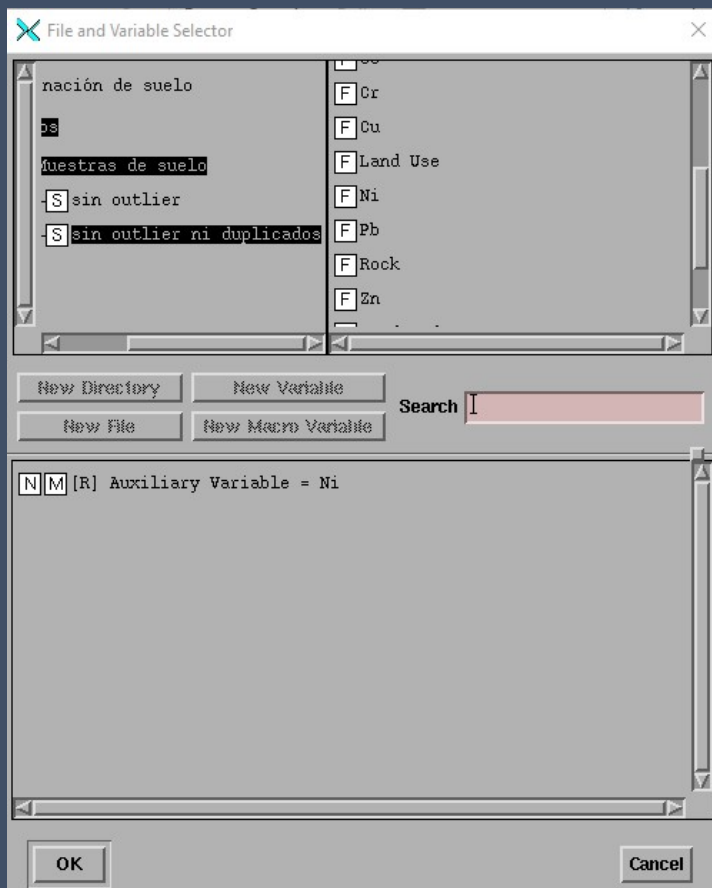 File and Variable Selector
nación de suelo
os
Muestras de suelo
S sin outlier
S sin outlier ni duplicados
F Cr
F Cu
F Land Use
F Ni
F Pb
F Rock
F Zn
New Directory
New Variable
Search
New File
New Macro Variable
N M [R] Auxiliary Variable = Ni
OK
Cancel